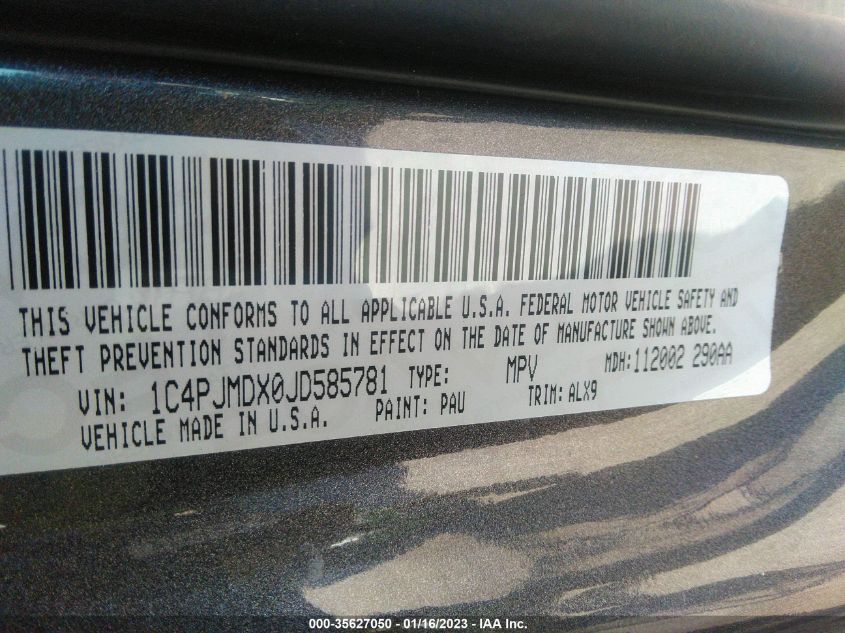 THIS VEHICLE CONFORMS TO ALL APPLICABLE U.S.A. FEDERAL MOTOR VEHICLE SAFETY AND
THEFT PREVENTION STANDARDS IN EFFECT ON THE DATE OF MANUFACTURE SHOWN ABOVE.
VIN: 1C4PJMDX0JD585781 TYPE: MPV MDH:112002 290AA
VEHICLE MADE IN U.S.A. PAINT: PAU TRIM: ALX9
000-35627050 - 01/16/2023 - IAA Inc.